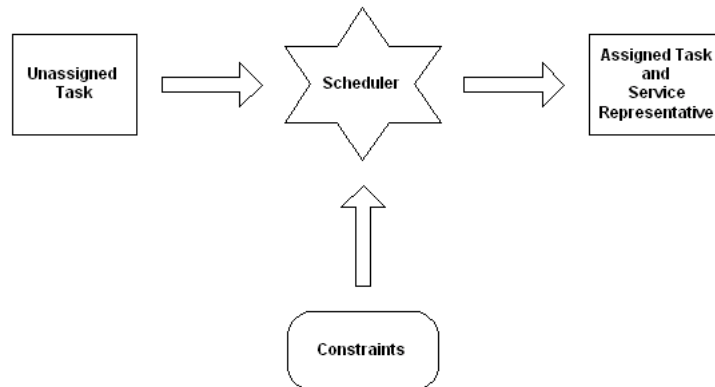 Unassigned
Task
Scheduler
Assigned Task
and
Service
Representative
Constraints